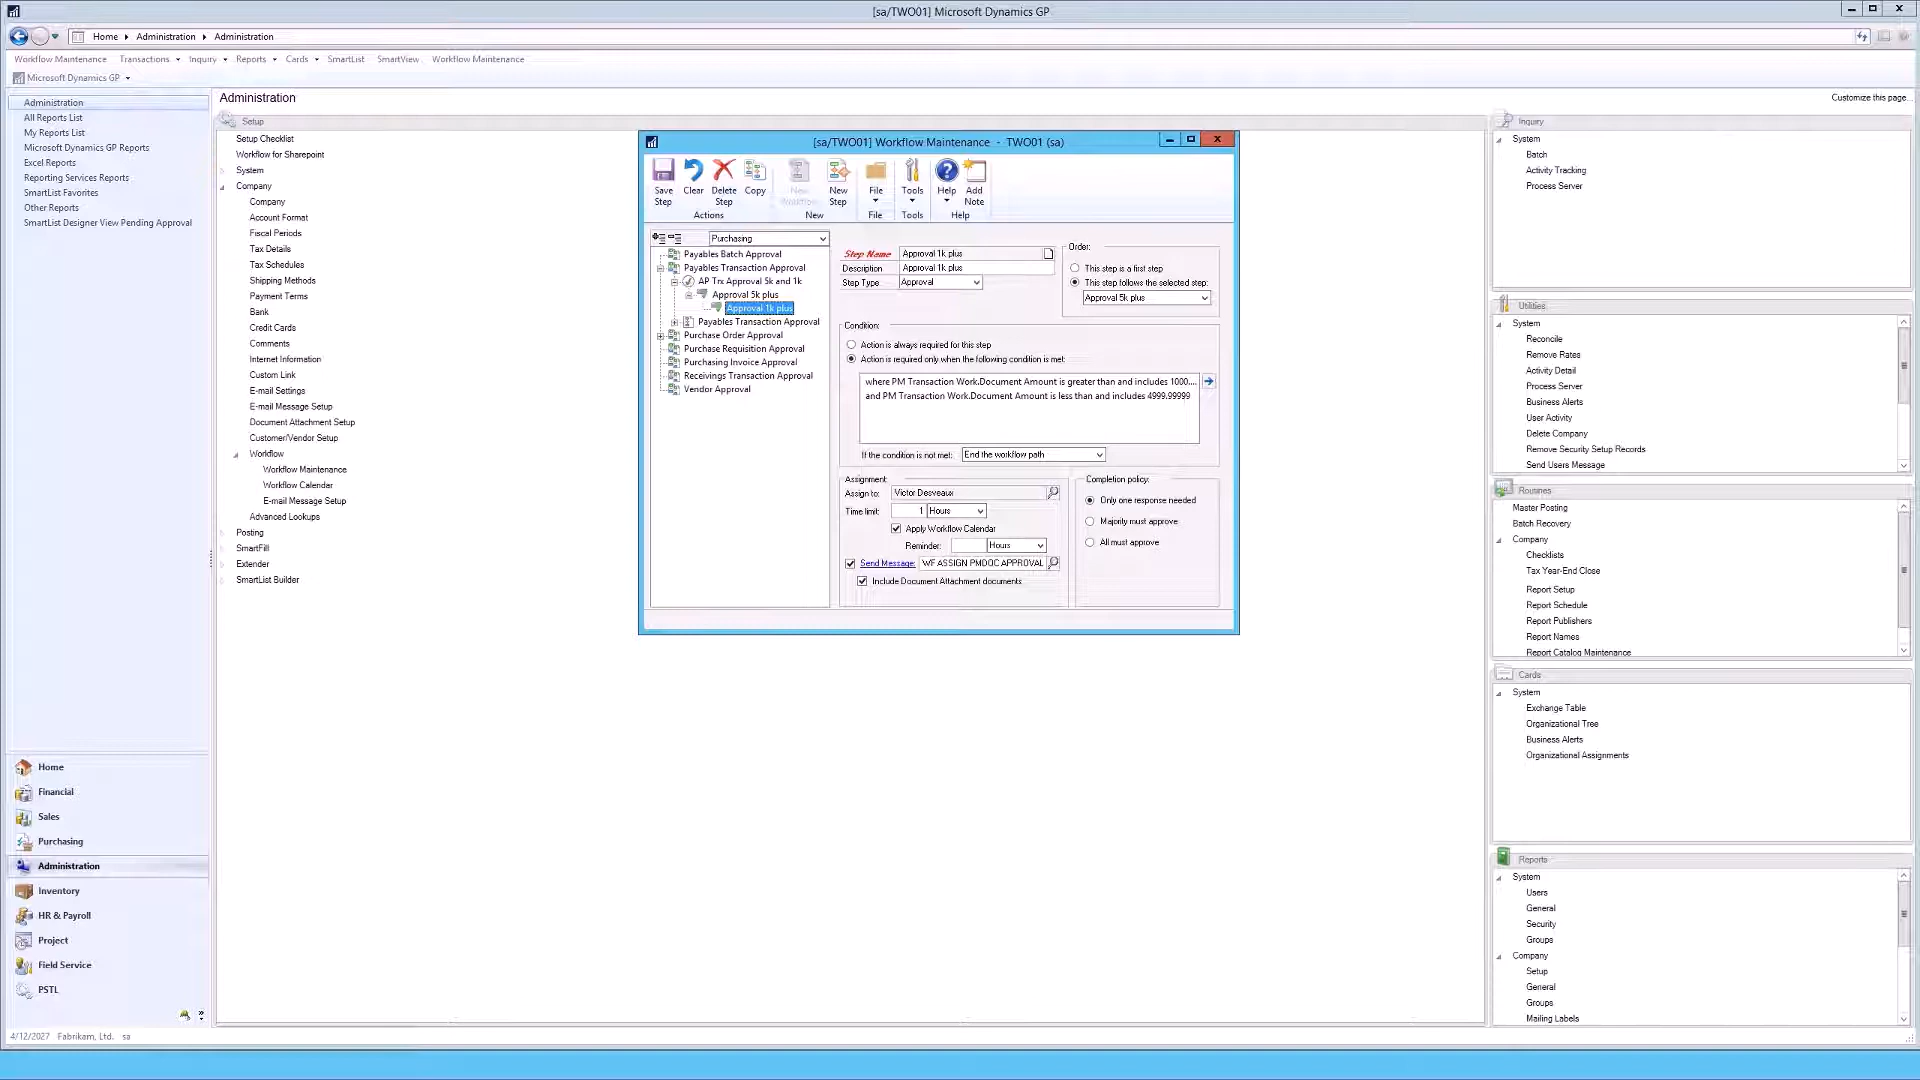 [sa/TWO01] Microsoft Dynamics GP
Home Administration Administration
Workflow Maintenance Transactions Inquiry Reports Cards SmartList SmartView Workflow Maintenance
Microsoft Dynamics GP
Administration
All Reports List
My Reports List
Microsoft Dynamics GP Reports
Excel Reports
Reporting Services Reports
SmartList Favorites
Other Reports
SmartList Designer View Pending Approval
Home
Financial
Sales
Purchasing
Administration
Inventory
HR & Payroll
Project
Field Service
PSTL
4/12/2027 Fabrikam, Ltd. sa
Administration
Customize this page...
Setup
Setup Checklist
Workflow for Sharepoint
System
Company
Company
Account Format
Fiscal Periods
Tax Details
Tax Schedules
Shipping Methods
Payment Terms
Bank
Credit Cards
Comments
Internet Information
Custom Link
E-mail Settings
E-mail Message Setup
Document Attachment Setup
Customer/Vendor Setup
Workflow
Workflow Maintenance
Workflow Calendar
E-mail Message Setup
Advanced Lookups
Posting
SmartFill
Extender
SmartList Builder
[sa/TWO01] Workflow Maintenance - TWO01 (sa)
Save Step
Clear
Delete Step
Copy
New Workflow
New Step
File
Tools
Help
Add Note
Actions New File Tools Help
Purchasing
Payables Batch Approval
Payables Transaction Approval
AP Trx Approval 5k and 1k
Approval 5k plus
Approval 1k plus
Payables Transaction Approval
Purchase Order Approval
Purchase Requisition Approval
Purchasing Invoice Approval
Receivings Transaction Approval
Vendor Approval
Step Name Approval 1k plus
Description Approval 1k plus
Step Type Approval
Order:
This step is a first step
This step follows the selected step:
Approval 5k plus
Condition:
Action is always required for this step
Action is required only when the following condition is met:
where PM Transaction Work.Document Amount is greater than and includes 1000....
and PM Transaction Work.Document Amount is less than and includes 4999.99999
If the condition is not met: End the workflow path
Assignment:
Assign to: Victor Desveaux
Time limit: 1 Hours
Apply Workflow Calendar
Reminder: Hours
Send Message: WF ASSIGN PMDOC APPROVAL
Include Document Attachment documents
Completion policy:
Only one response needed
Majority must approve
All must approve
Inquiry
System
Batch
Activity Tracking
Process Server
Utilities
System
Reconcile
Remove Rates
Activity Detail
Process Server
Business Alerts
User Activity
Delete Company
Remove Security Setup Records
Send Users Message
Routines
Master Posting
Batch Recovery
Company
Checklists
Tax Year-End Close
Report Setup
Report Schedule
Report Publishers
Report Names
Report Catalog Maintenance
Cards
System
Exchange Table
Organizational Tree
Business Alerts
Organizational Assignments
Reports
System
Users
General
Security
Groups
Company
Setup
General
Groups
Mailing Labels